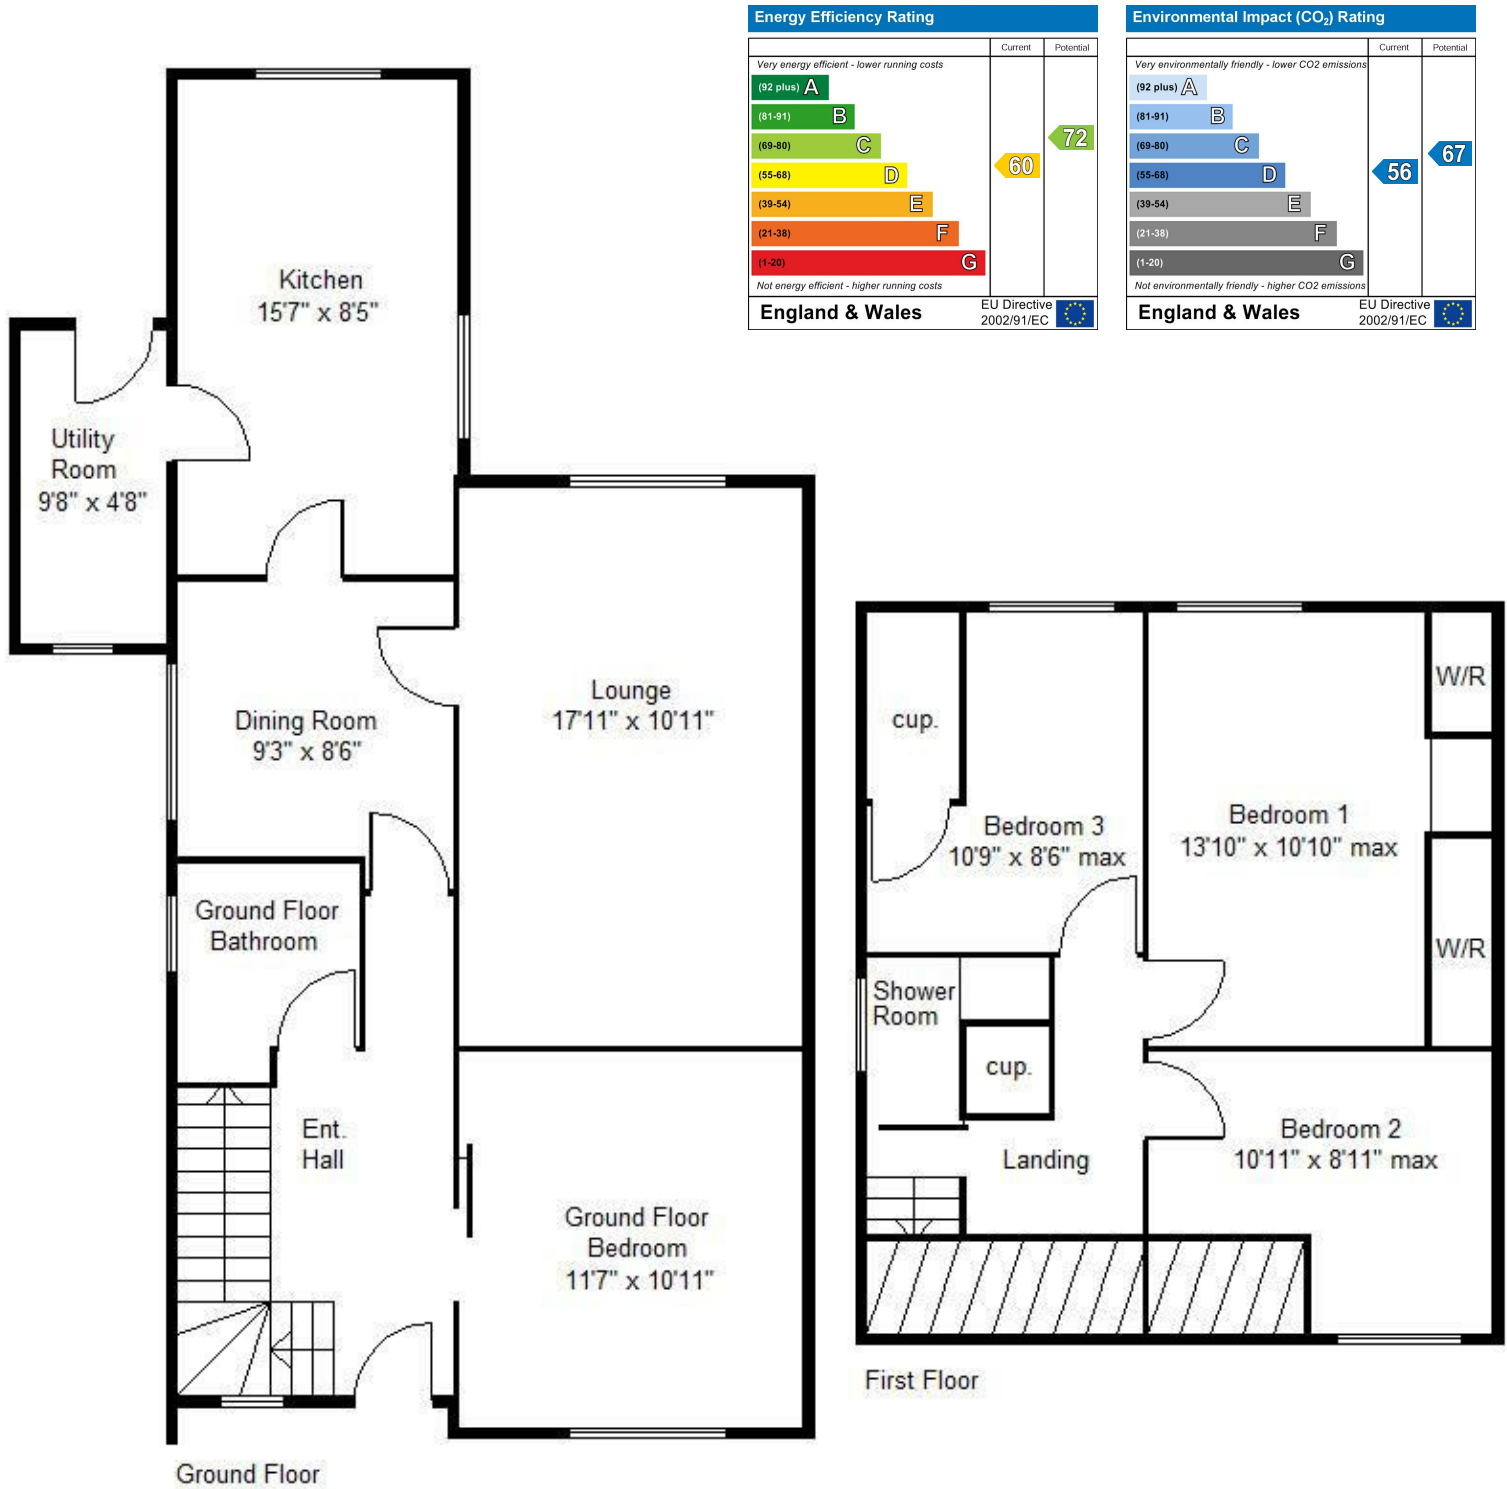 Energy Efficiency Rating
Current Potential
Very energy efficient - lower running costs
(92 plus) A
(81-91) B
(69-80) C
(55-68) D
(39-54) E
(21-38) F
(1-20) G
60
72
Not energy efficient - higher running costs
England & Wales
EU Directive
2002/91/EC
Environmental Impact (CO₂) Rating
Current Potential
Very environmentally friendly - lower CO2 emissions
(92 plus) A
(81-91) B
(69-80) C
(55-68) D
(39-54) E
(21-38) F
(1-20) G
56
67
Not environmentally friendly - higher CO2 emissions
England & Wales
EU Directive
2002/91/EC
Kitchen
15'7" x 8'5"
Utility
Room
9'8" x 4'8"
Lounge
17'11" x 10'11"
Dining Room
9'3" x 8'6"
Ground Floor
Bathroom
Ent.
Hall
Ground Floor
Bedroom
11'7" x 10'11"
Ground Floor
W/R
cup.
Bedroom 3
10'9" x 8'6" max
Bedroom 1
13'10" x 10'10" max
W/R
Shower
Room
cup.
Landing
Bedroom 2
10'11" x 8'11" max
First Floor